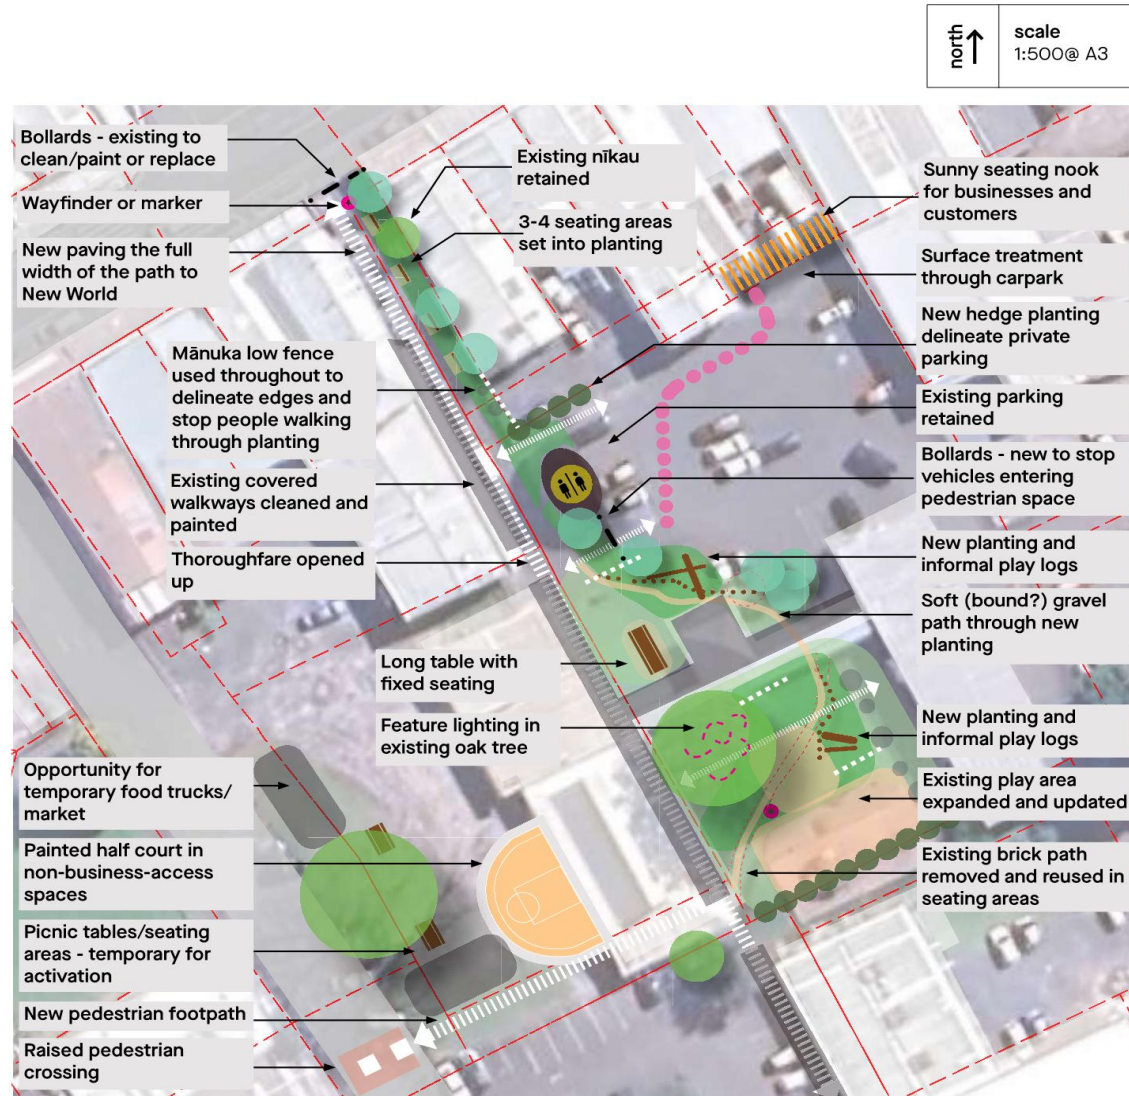 north
scale
1:500@ A3
Bollards - existing to
clean/paint or replace
Wayfinder or marker
New paving the full
width of the path to
New World
Mānuka low fence
used throughout to
delineate edges and
stop people walking
through planting
Existing covered
walkways cleaned and
painted
Thoroughfare opened
up
Existing nīkau
retained
3-4 seating areas
set into planting
Sunny seating nook
for businesses and
customers
Surface treatment
through carpark
New hedge planting
delineate private
parking
Existing parking
retained
Bollards - new to stop
vehicles entering
pedestrian space
New planting and
informal play logs
Soft (bound?) gravel
path through new
planting
Long table with
fixed seating
Feature lighting in
existing oak tree
New planting and
informal play logs
Existing play area
expanded and updated
Existing brick path
removed and reused in
seating areas
Opportunity for
temporary food trucks/
market
Painted half court in
non-business-access
spaces
Picnic tables/seating
areas - temporary for
activation
New pedestrian footpath
Raised pedestrian
crossing